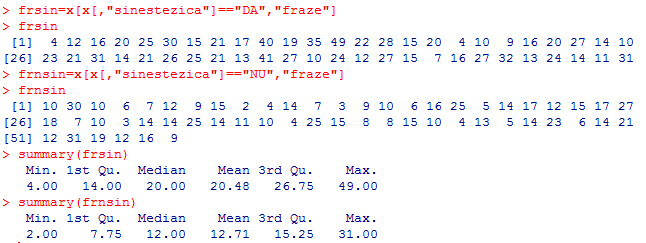 > frsin=x[x[,"sinestezica"]=="DA","fraze"]
> frsin
 [1]  4 12 16 20 25 30 15 21 17 40 19 35 49 22 28 15 20  4 10  9 16 20 27 14 10
[26] 23 21 31 14 21 26 25 21 13 41 27 10 24 12 27 15  7 16 27 32 13 24 14 11 31
> frnsin=x[x[,"sinestezica"]=="NU","fraze"]
> frnsin
 [1] 10 30 10  6  7 12  9 15  2  4 14  7  3  9 10  6 16 25  5 14 17 12 15 17 27
[26] 18  7 10  3 14 14 25 14 11 10  4 25 15  8  8 15 10  4 13  5 14 23  6 14 21
[51] 12 31 19 12 16  9
> summary(frsin)
   Min. 1st Qu.  Median    Mean 3rd Qu.    Max.
   4.00   14.00   20.00   20.48   26.75   49.00
> summary(frnsin)
   Min. 1st Qu.  Median    Mean 3rd Qu.    Max.
   2.00    7.75   12.00   12.71   15.25   31.00